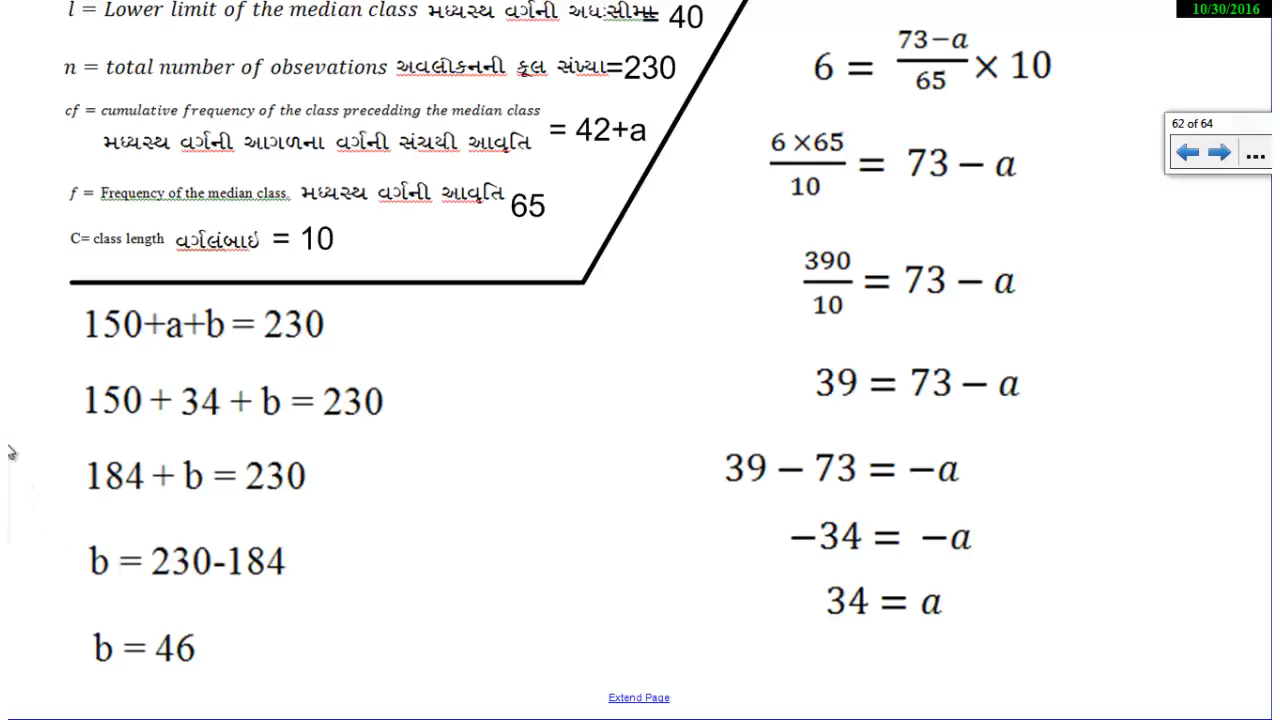 l = Lower limit of the median class મધ્યસ્થ વર્ગની અધઃસીમા = 40
n = total number of obsevations અવલોકનની કૂલ સંખ્યા=230
cf = cumulative frequency of the class precedding the median class
મધ્યસ્થ વર્ગની આગળના વર્ગની સંચયી આવૃતિ = 42+a
f = Frequency of the median class. મધ્યસ્થ વર્ગની આવૃતિ 65
C= class length વર્ગલંબાઇ = 10
150+a+b = 230
150 + 34 + b = 230
184 + b = 230
b = 230-184
b = 46
10/30/2016
6 = 73−a/65 × 10
6 ×65/10 = 73 − a
390/10 = 73 − a
39 = 73 − a
39 − 73 = −a
−34 = −a
34 = a
62 of 64
...
Extend Page